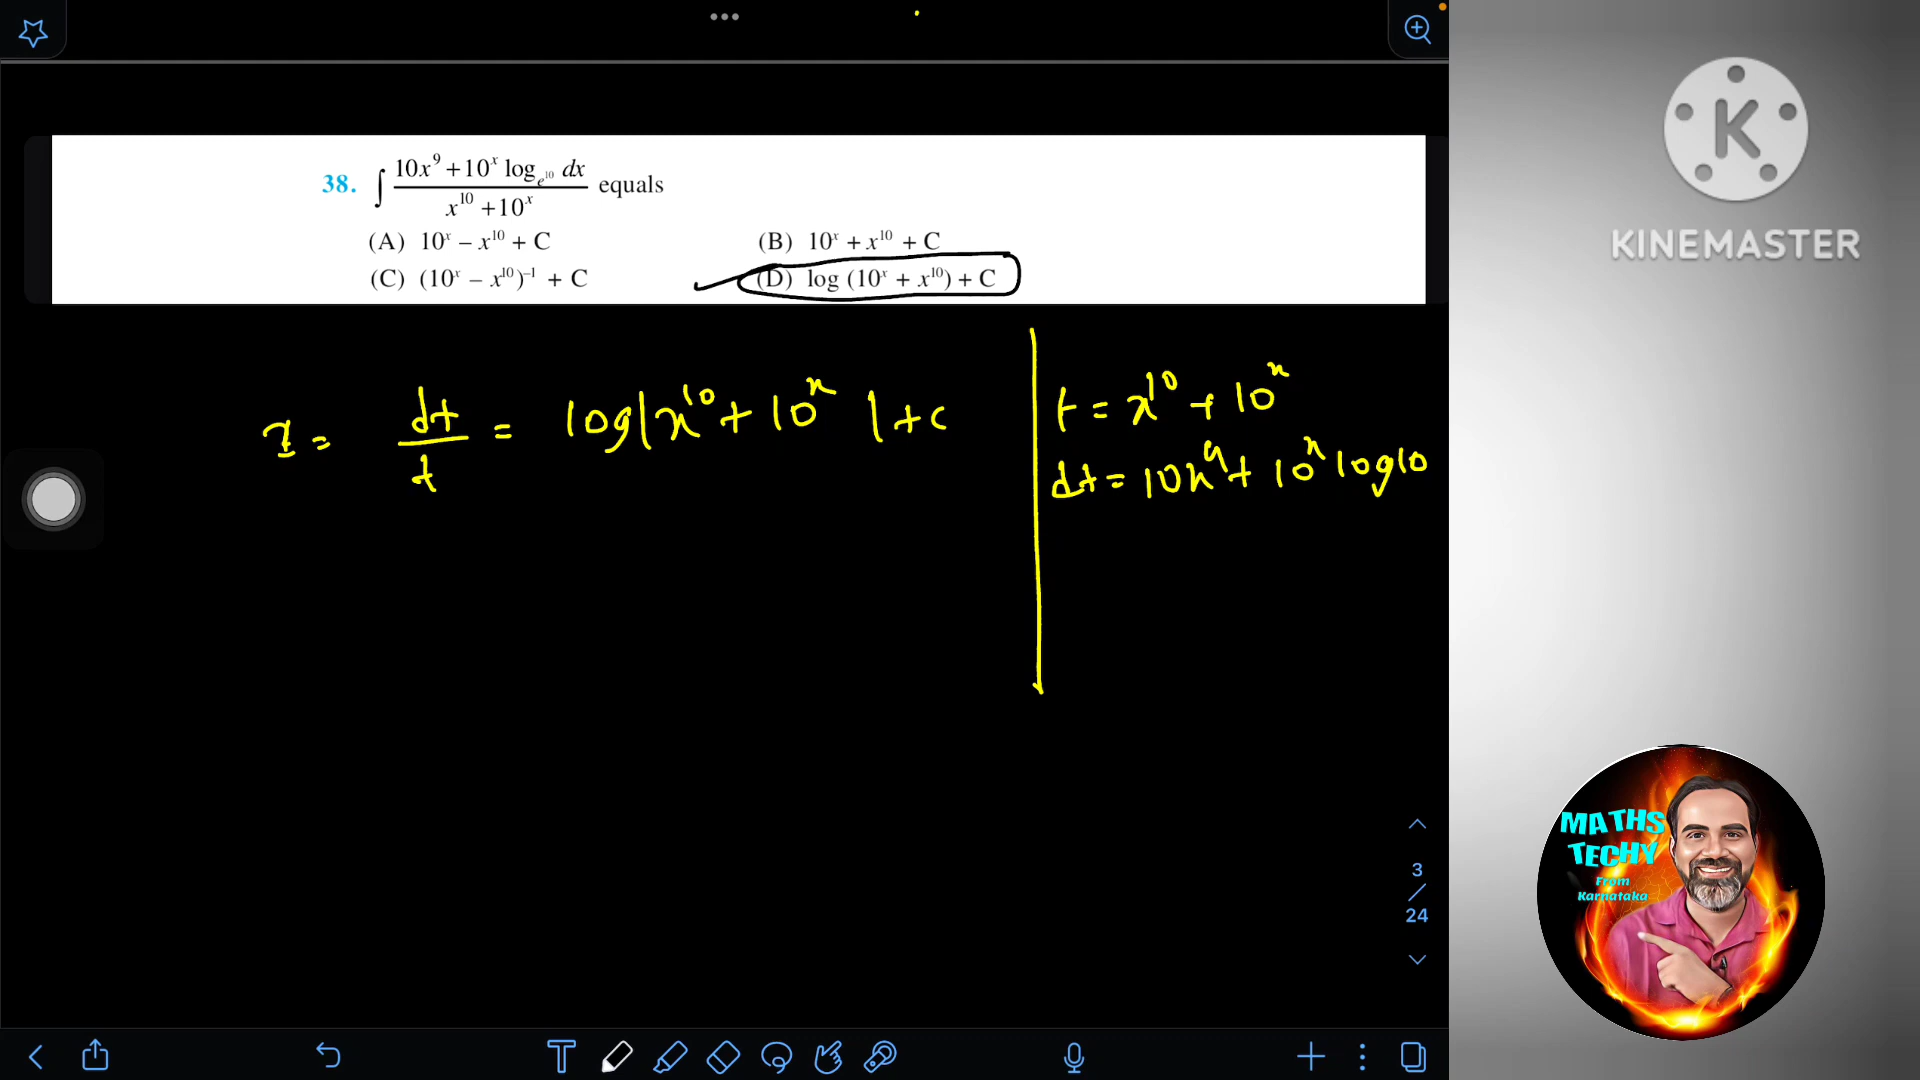 38. ∫ (10x⁹ + 10ˣ logₑ₁₀ dx) / (x¹⁰ + 10ˣ) equals
(A) 10ˣ – x¹⁰ + C (B) 10ˣ + x¹⁰ + C
(C) (10ˣ – x¹⁰)⁻¹ + C (D) log (10ˣ + x¹⁰) + C
I = dt/t = log|x¹⁰ + 10ˣ| + c
t = x¹⁰ + 10ˣ
dt = 10x⁹ + 10ˣ log10
K
KINEMASTER
MATHS
TECHY
From
Karnataka
3
/
24
T